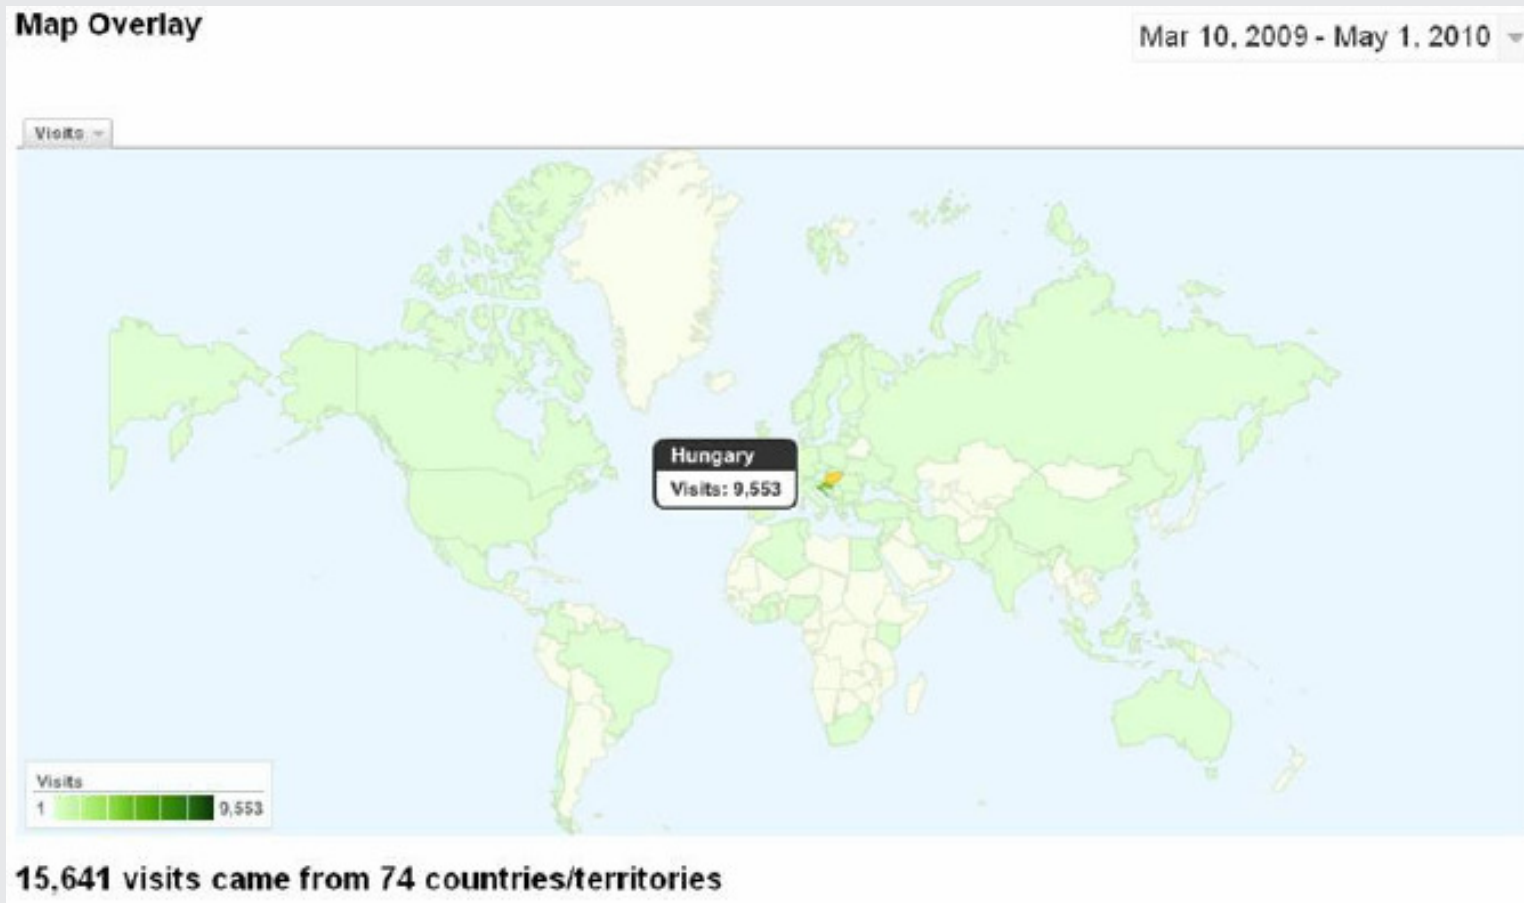 Map Overlay
Mar 10, 2009 - May 1, 2010
Visits
Hungary
Visits: 9,553
Visits
1 9,553
15,641 visits came from 74 countries/territories